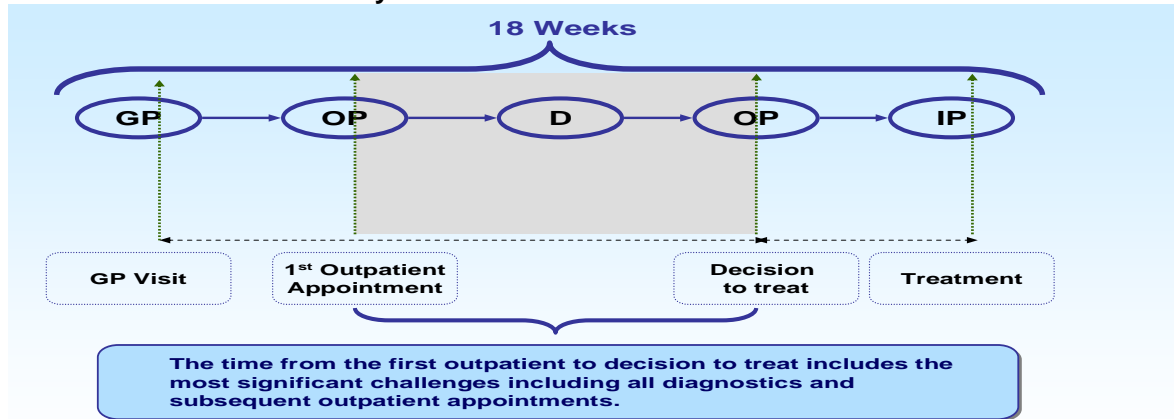 18 Weeks
GP OP D OP IP
GP Visit
1st Outpatient
Appointment
Decision
to treat
Treatment
The time from the first outpatient to decision to treat includes the
most significant challenges including all diagnostics and
subsequent outpatient appointments.